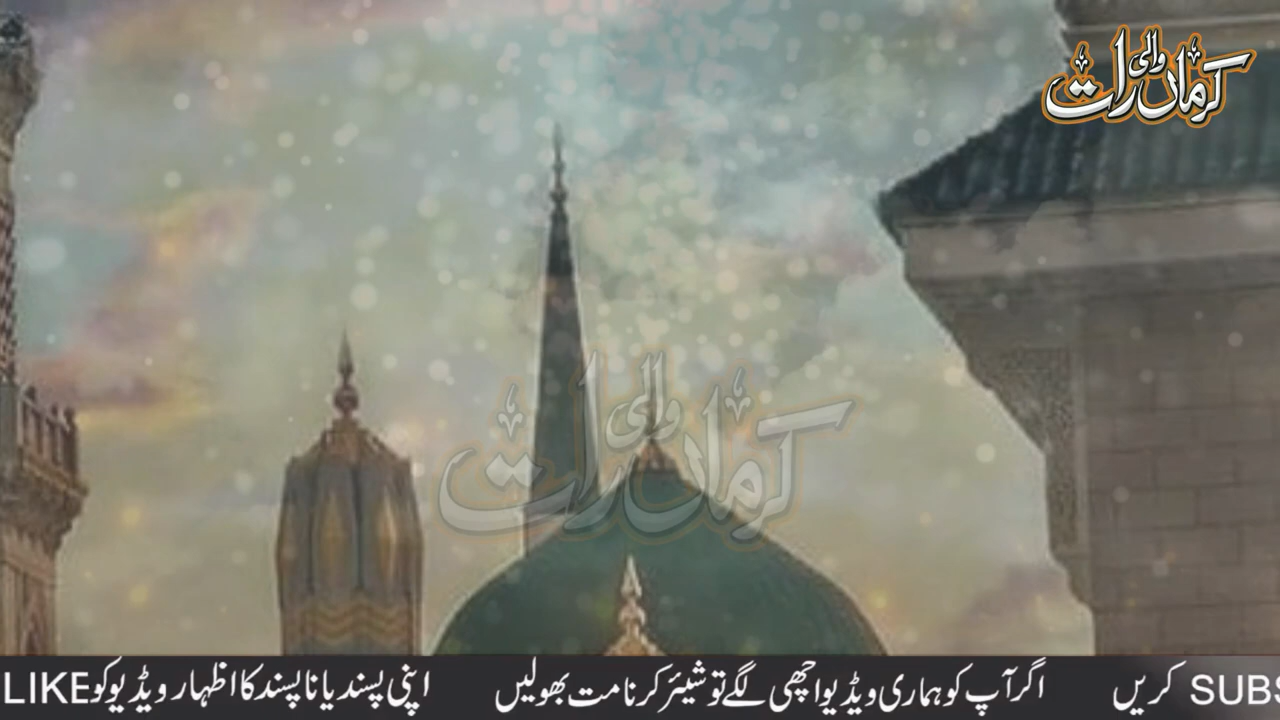 کرماں والی رات
کرماں والی رات
SUBS کریں اگر آپ کو ہماری ویڈیو اچھی لگے تو شیئر کرنا مت بھولیں اپنی پسند یا ناپسند کا اظہار ویڈیو کو LIKE